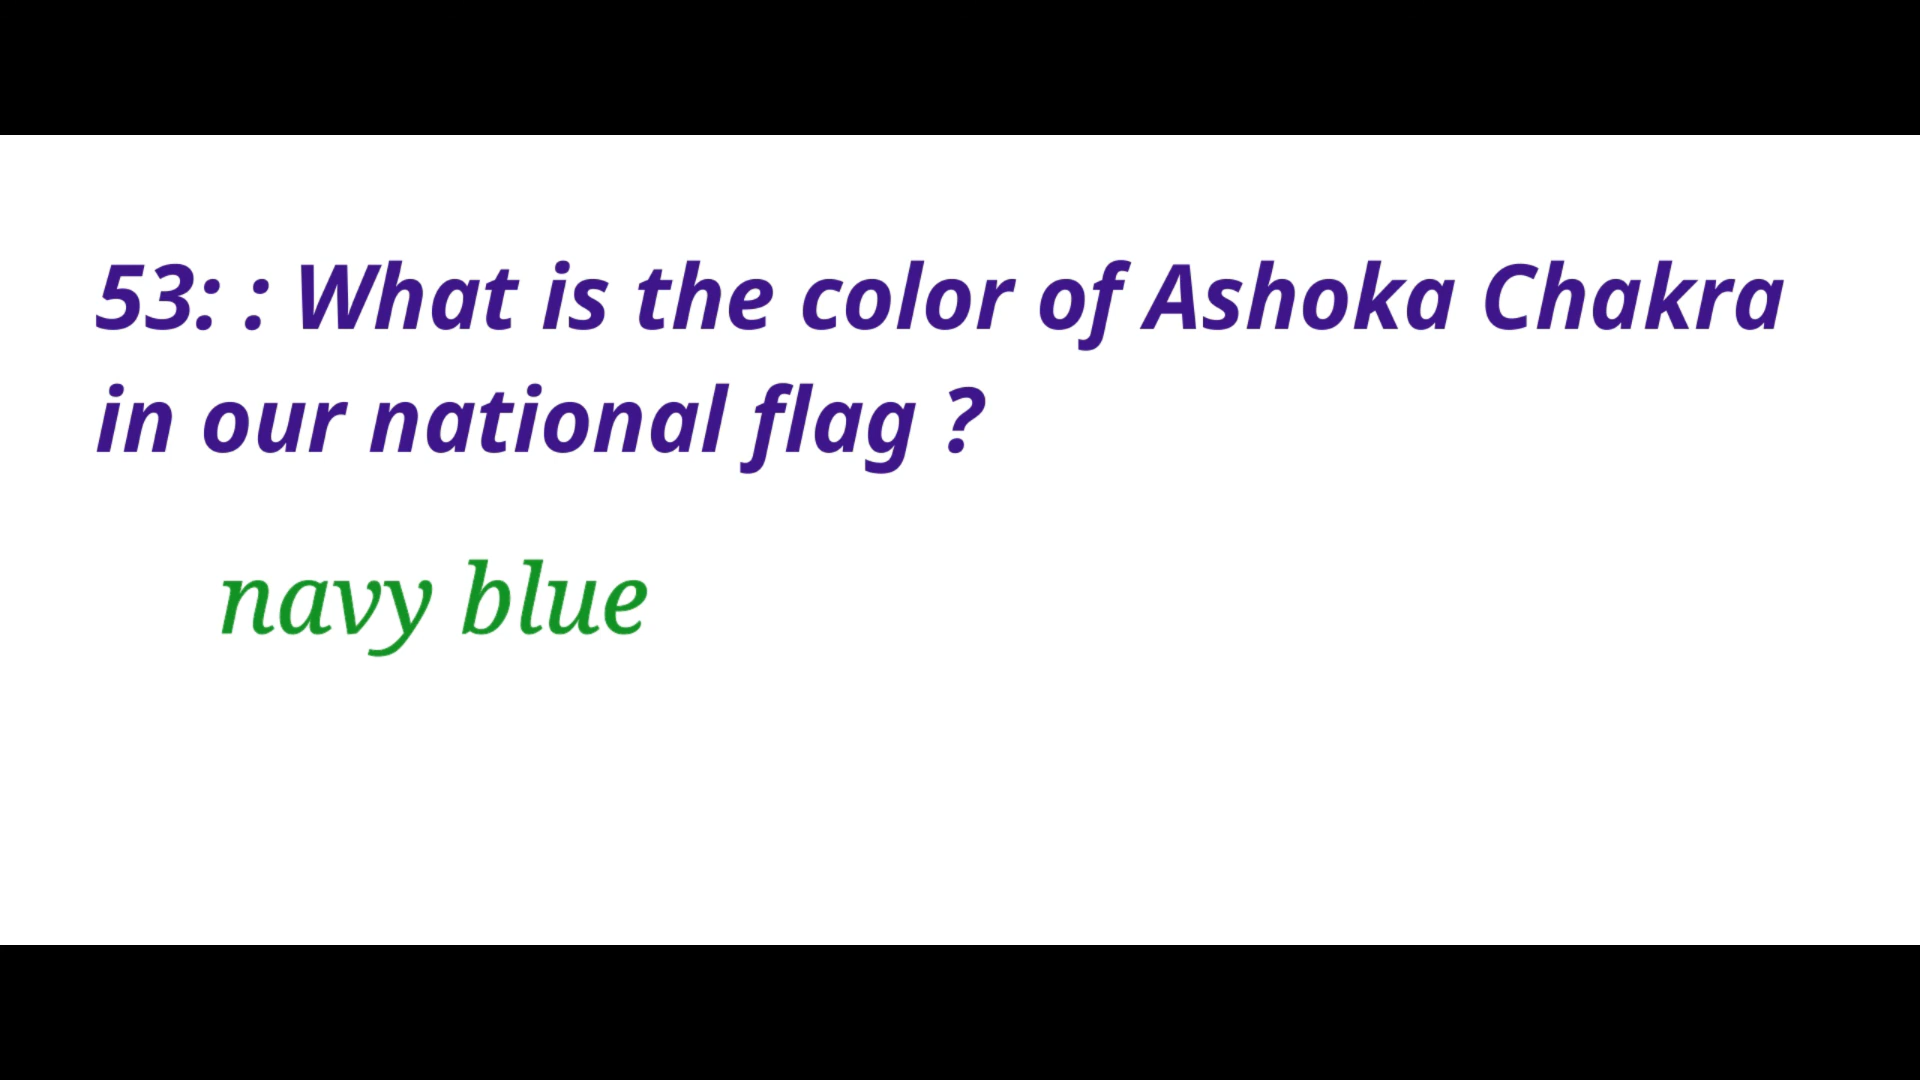 53: : What is the color of Ashoka Chakra
in our national flag ?
navy blue